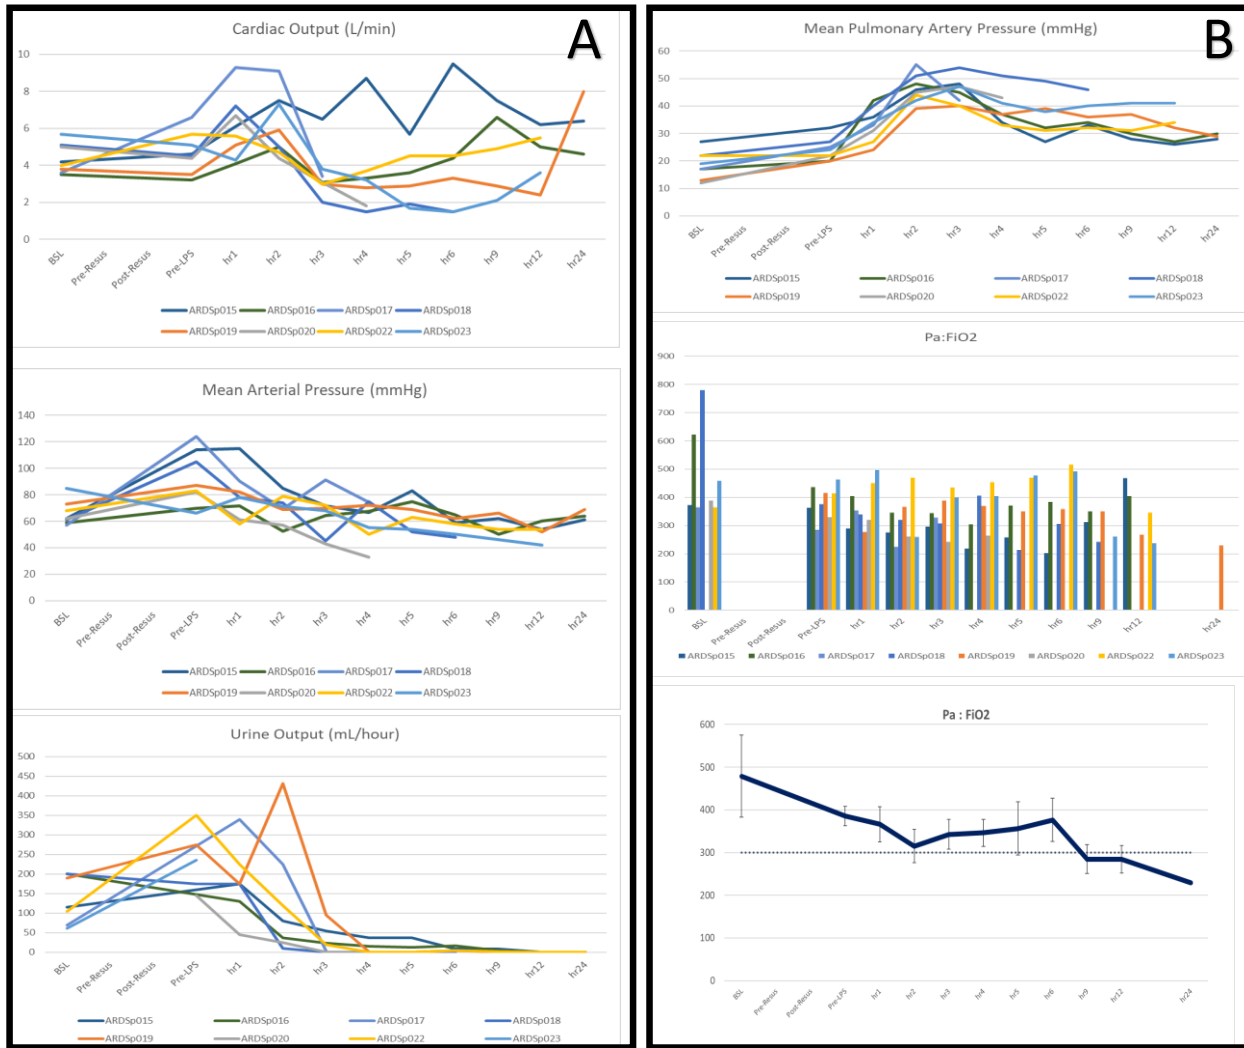 A
Cardiac Output (L/min)
10
8
6
4
2
0
BSL Pre-Resus Post-Resus Pre-LPS hr1 hr2 hr3 hr4 hr5 hr6 hr9 hr12 hr24
ARDSp015 ARDSp016 ARDSp017 ARDSp018
ARDSp019 ARDSp020 ARDSp022 ARDSp023
Mean Arterial Pressure (mmHg)
140
120
100
80
60
40
20
0
BSL Pre-Resus Post-Resus Pre-LPS hr1 hr2 hr3 hr4 hr5 hr6 hr9 hr12 hr24
ARDSp015 ARDSp016 ARDSp017 ARDSp018
ARDSp019 ARDSp020 ARDSp022 ARDSp023
Urine Output (mL/hour)
500
450
400
350
300
250
200
150
100
50
0
BSL Pre-Resus Post-Resus Pre-LPS hr1 hr2 hr3 hr4 hr5 hr6 hr9 hr12 hr24
ARDSp015 ARDSp016 ARDSp017 ARDSp018
ARDSp019 ARDSp020 ARDSp022 ARDSp023
B
Mean Pulmonary Artery Pressure (mmHg)
60
50
40
30
20
10
0
BSL Pre-Resus Post-Resus Pre-LPS hr1 hr2 hr3 hr4 hr5 hr6 hr9 hr12 hr24
ARDSp015 ARDSp016 ARDSp017 ARDSp018
ARDSp019 ARDSp020 ARDSp022 ARDSp023
Pa:FiO2
900
800
700
600
500
400
300
200
100
0
BSL Pre-Resus Post-Resus Pre-LPS hr1 hr2 hr3 hr4 hr5 hr6 hr9 hr12 hr24
ARDSp015 ARDSp016 ARDSp017 ARDSp018 ARDSp019 ARDSp020 ARDSp022 ARDSp023
Pa : FiO2
600
500
400
300
200
100
0
BSL Pre-Resus Post-Resus Pre-LPS hr1 hr2 hr3 hr4 hr5 hr6 hr9 hr12 hr24